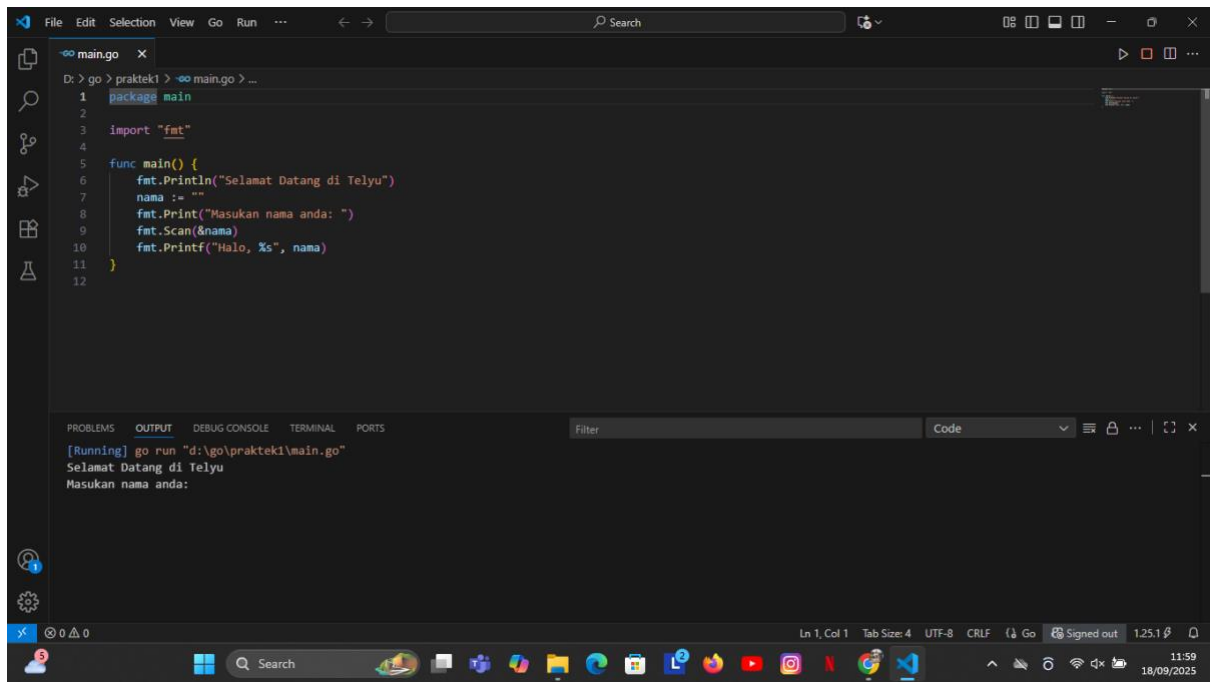 File Edit Selection View Go Run ··· Search
main.go
D: > go > praktek1 > main.go > ...
1 package main
2
3 import "fmt"
4
5 func main() {
6 fmt.Println("Selamat Datang di Telyu")
7 nama := ""
8 fmt.Print("Masukan nama anda: ")
9 fmt.Scan(&nama)
10 fmt.Printf("Halo, %s", nama)
11 }
12
PROBLEMS OUTPUT DEBUG CONSOLE TERMINAL PORTS Filter Code
[Running] go run "d:\go\praktek1\main.go"
Selamat Datang di Telyu
Masukan nama anda:
1
0 0 Ln 1, Col 1 Tab Size: 4 UTF-8 CRLF Go Signed out 1.25.1
5 Search 2 11:59
18/09/2025